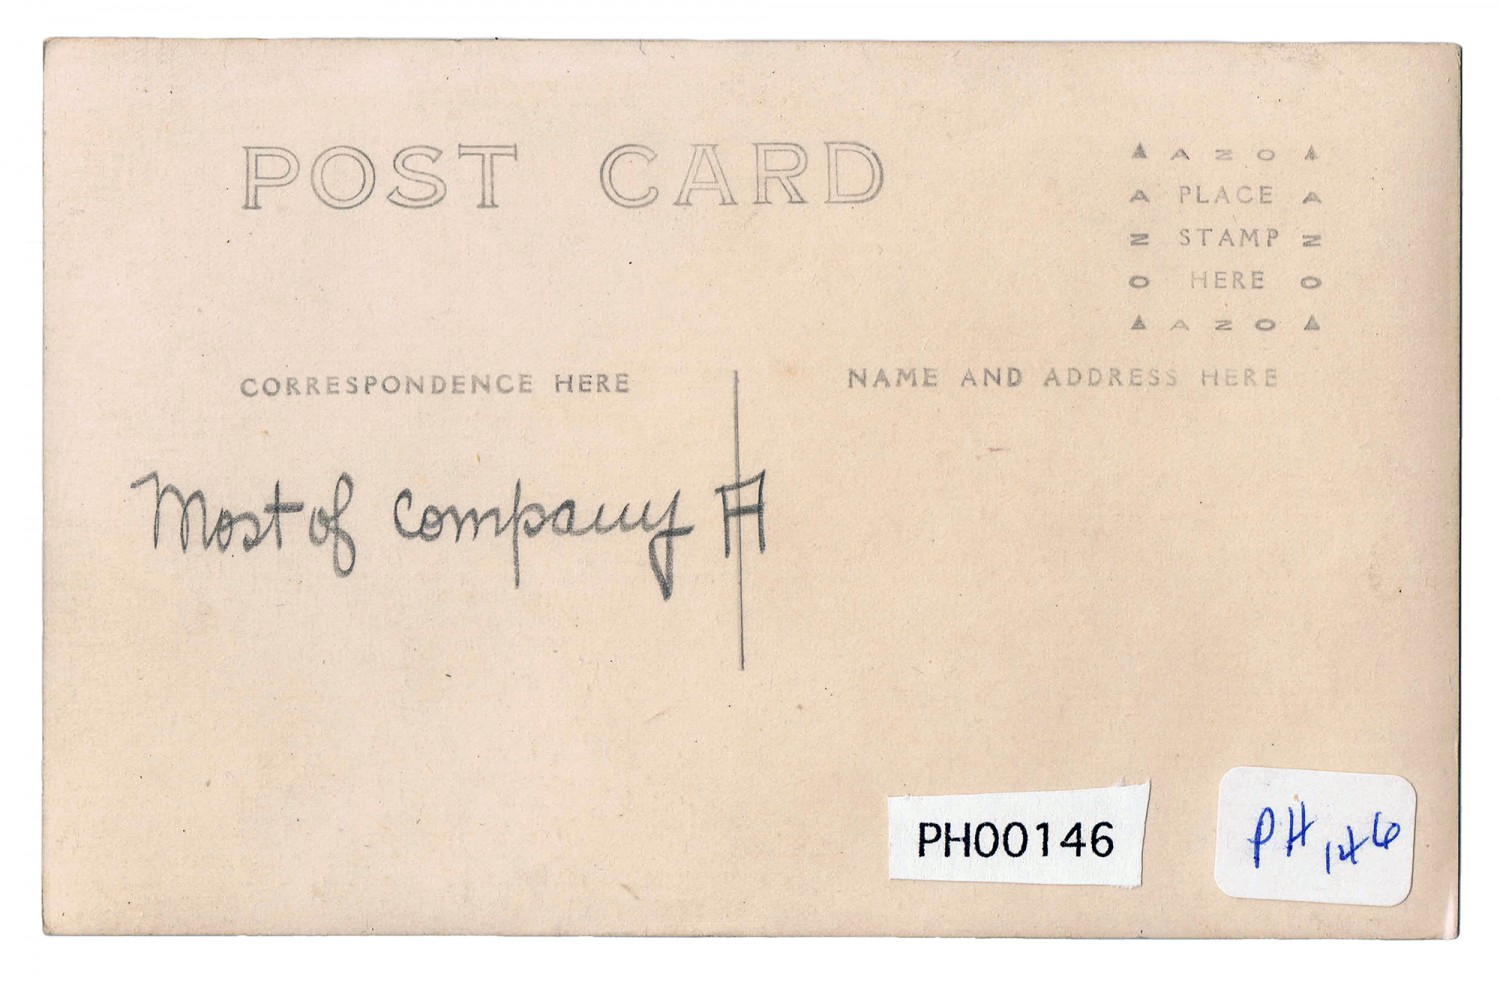 POST CARD
▲ AZO ▲
A PLACE A
Z STAMP Z
O HERE O
▲ AZO ▲
CORRESPONDENCE HERE
NAME AND ADDRESS HERE
Most of company A
PH00146
PH 146